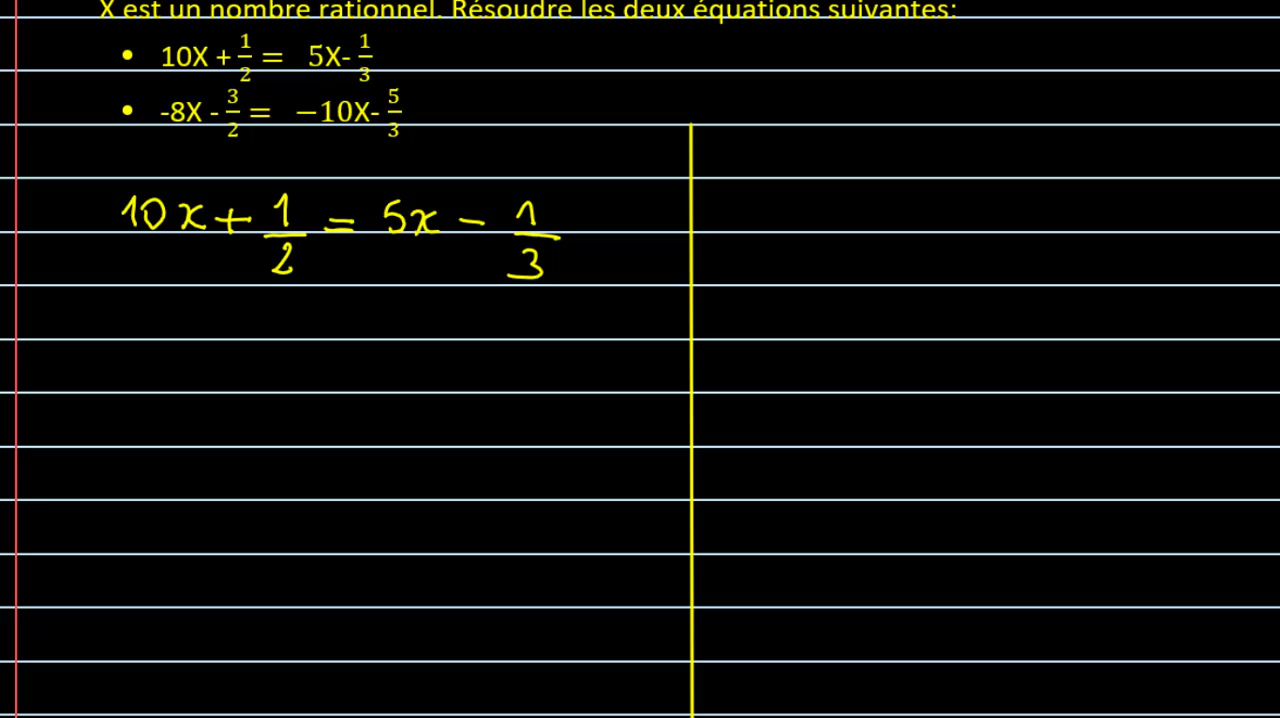 X est un nombre rationnel. Résoudre les deux équations suivantes:
• 10X + 1/2 = 5X- 1/3
• -8X - 3/2 = −10X- 5/3
10x + 1/2 = 5x − 1/3